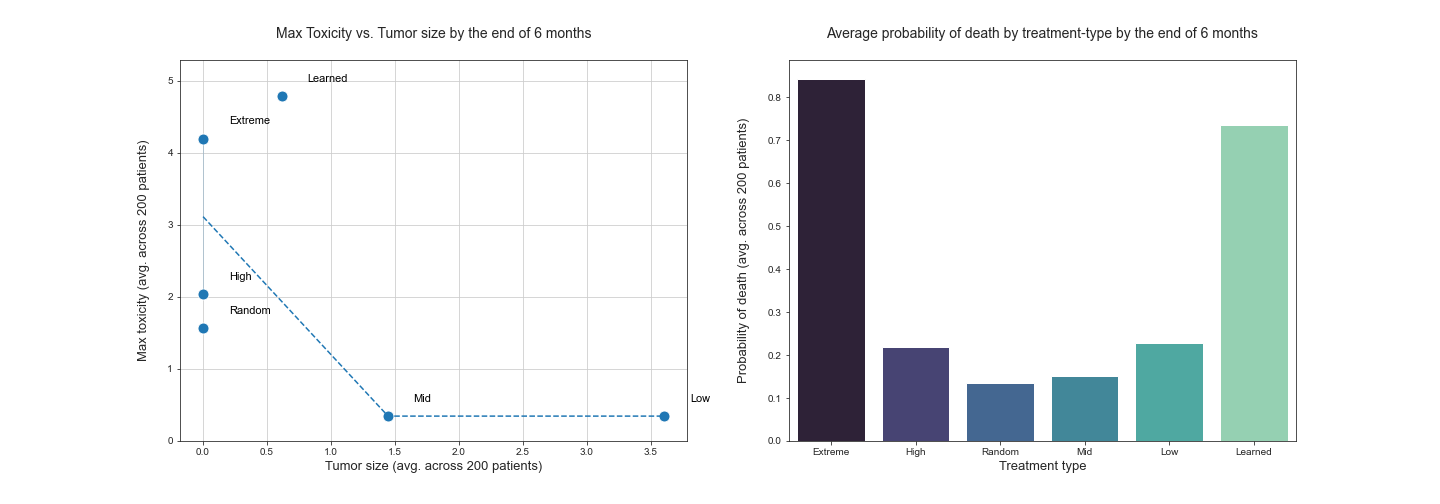 Max Toxicity vs. Tumor size by the end of 6 months
Max toxicity (avg. across 200 patients)
5
4
3
2
1
0
Learned
Extreme
High
Random
Mid
Low
0.0 0.5 1.0 1.5 2.0 2.5 3.0 3.5
Tumor size (avg. across 200 patients)
Average probability of death by treatment-type by the end of 6 months
Probability of death (avg. across 200 patients)
0.8
0.7
0.6
0.5
0.4
0.3
0.2
0.1
0.0
Extreme High Random Mid Low Learned
Treatment type